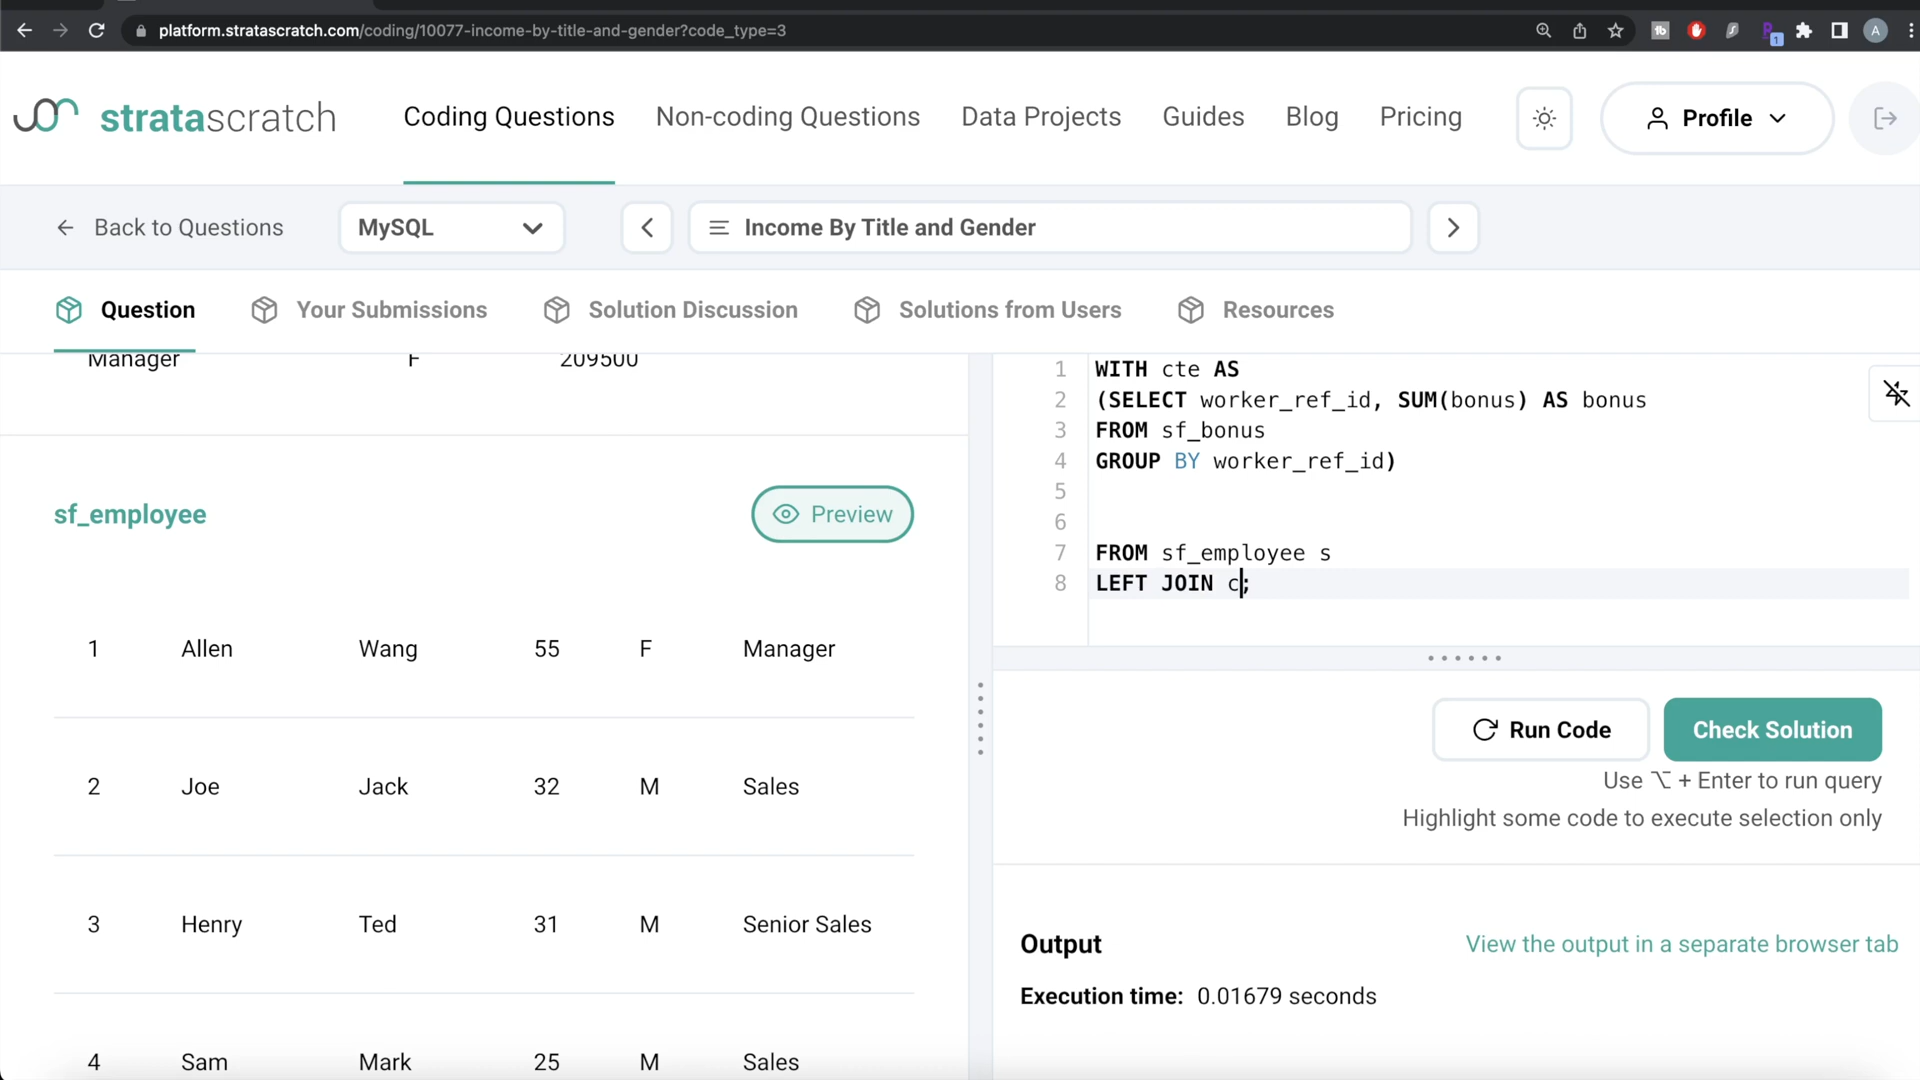 platform.stratascratch.com/coding/10077-income-by-title-and-gender?code_type=3
tb
1
A
stratascratch
Coding Questions
Non-coding Questions
Data Projects
Guides
Blog
Pricing
Profile
Back to Questions
MySQL
Income By Title and Gender
Question
Your Submissions
Solution Discussion
Solutions from Users
Resources
Manager F 209500
sf_employee
Preview
1 Allen Wang 55 F Manager
2 Joe Jack 32 M Sales
3 Henry Ted 31 M Senior Sales
4 Sam Mark 25 M Sales
1 WITH cte AS
2 (SELECT worker_ref_id, SUM(bonus) AS bonus
3 FROM sf_bonus
4 GROUP BY worker_ref_id)
5
6
7 FROM sf_employee s
8 LEFT JOIN c;
Run Code
Check Solution
Use ⌥ + Enter to run query
Highlight some code to execute selection only
Output
View the output in a separate browser tab
Execution time: 0.01679 seconds